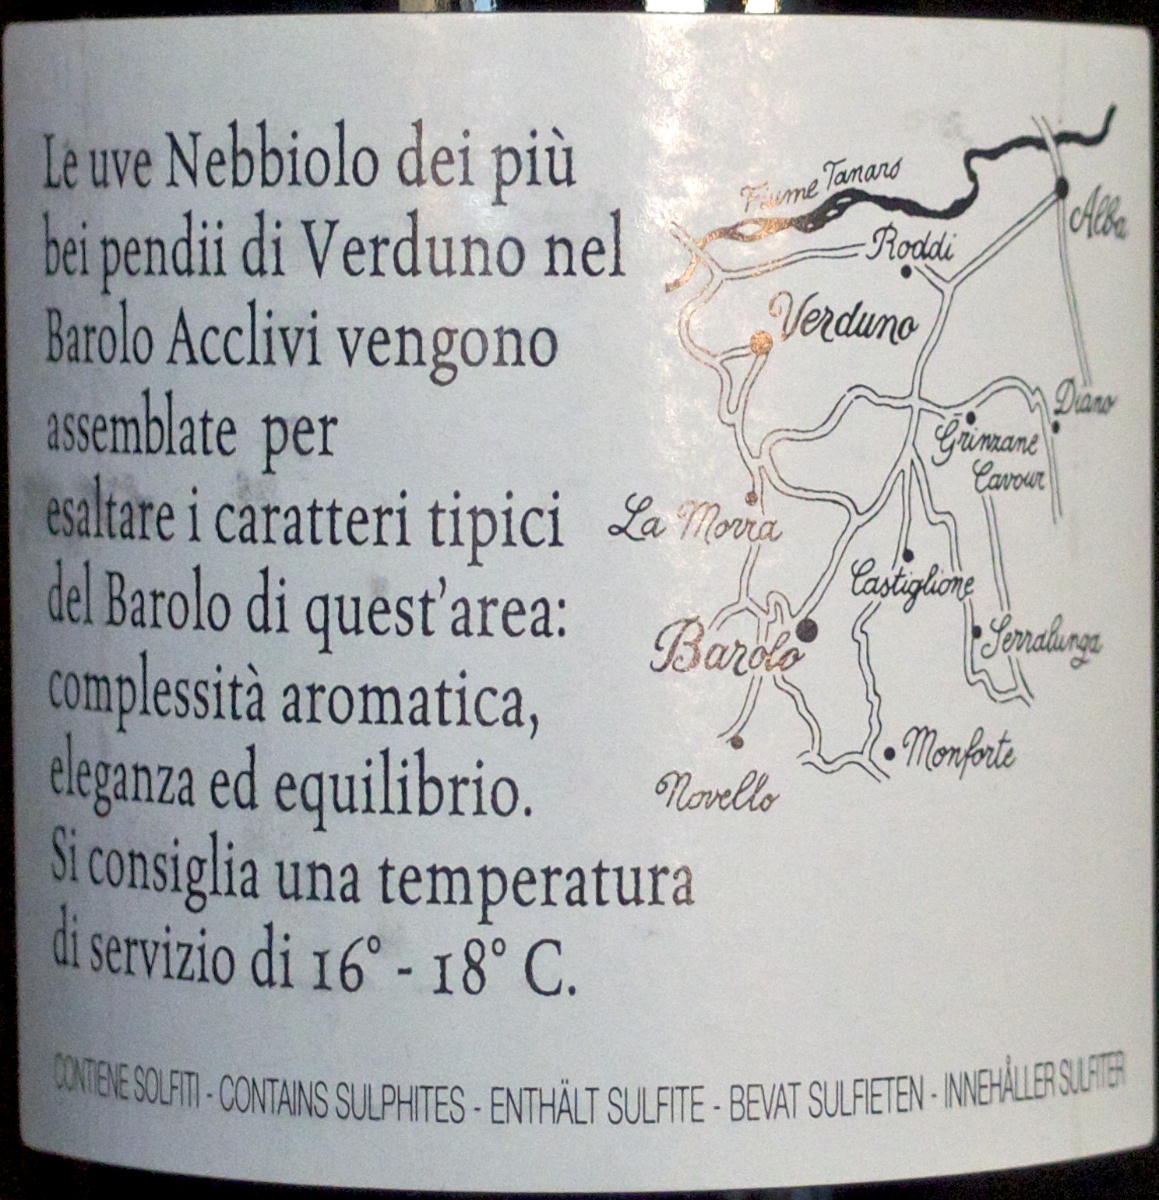 Le uve Nebbiolo dei più
bei pendii di Verduno nel
Barolo Acclivi vengono
assemblate per
esaltare i caratteri tipici
del Barolo di quest'area:
complessità aromatica,
eleganza ed equilibrio.
Si consiglia una temperatura
di servizio di 16° - 18° C.
Fiume Tanaro
Alba
Roddi
Verduno
Diano
Grinzane
Cavour
La Morra
Castiglione
Barolo
Serralunga
Monforte
Novello
CONTIENE SOLFITI - CONTAINS SULPHITES - ENTHÄLT SULFITE - BEVAT SULFIETEN - INNEHÅLLER SULFITER